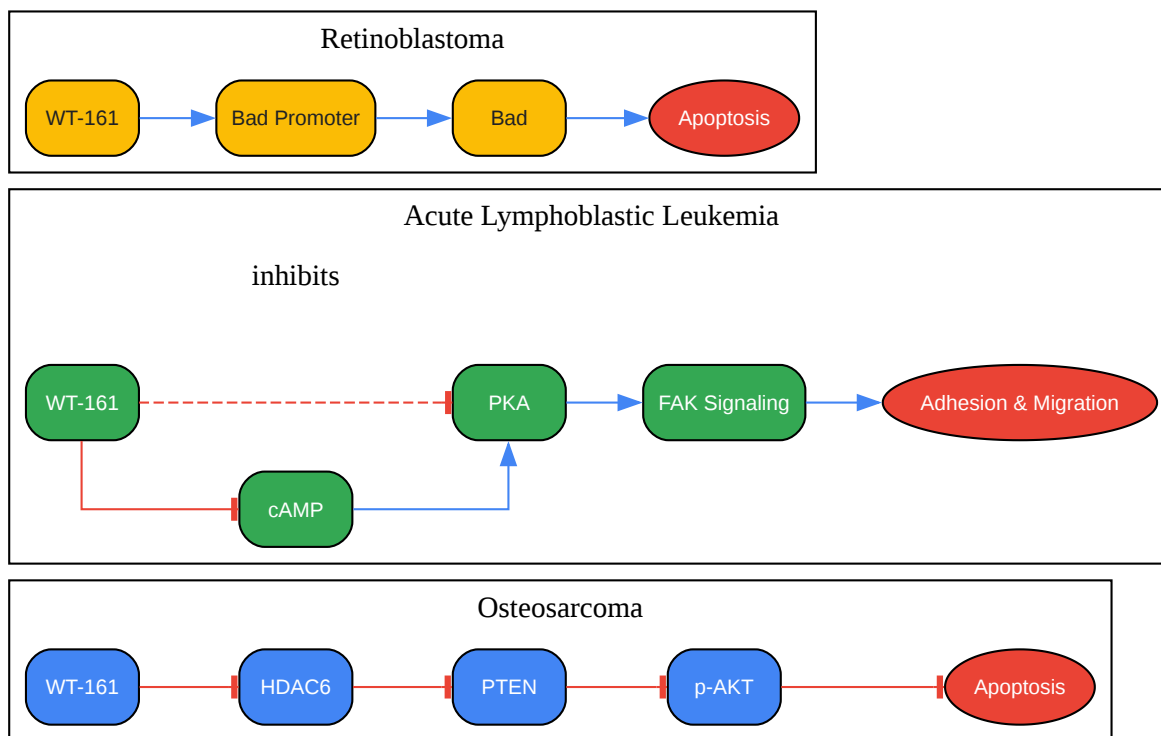 Retinoblastoma
WT-161
Bad Promoter
Bad
Apoptosis
Acute Lymphoblastic Leukemia
inhibits
WT-161
PKA
FAK Signaling
Adhesion & Migration
cAMP
Osteosarcoma
WT-161
HDAC6
PTEN
p-AKT
Apoptosis